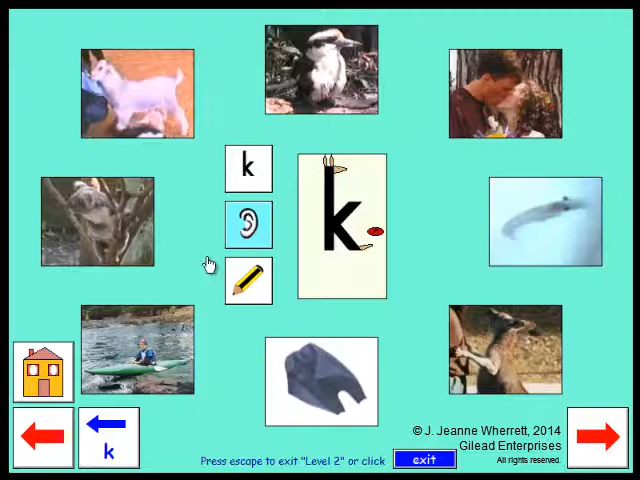 k
k
k
© J. Jeanne Wherrett, 2014
Gilead Enterprises
All rights reserved.
Press escape to exit "Level 2" or click exit